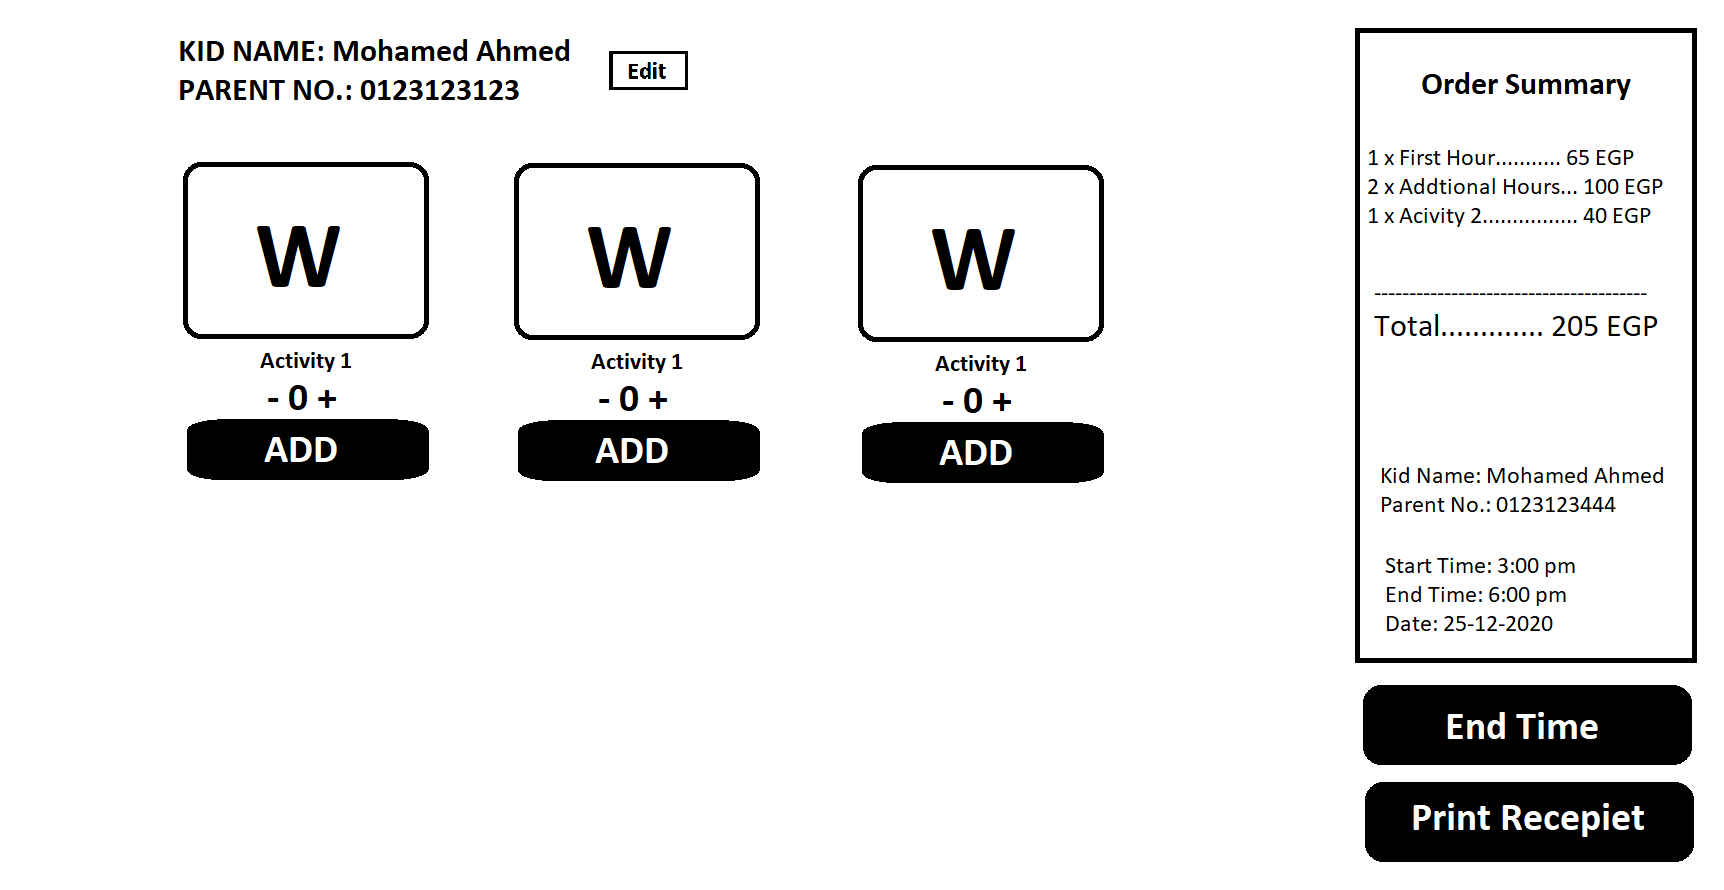 KID NAME: Mohamed Ahmed
PARENT NO.: 0123123123
Edit
W
Activity 1
- 0 +
ADD
W
Activity 1
- 0 +
ADD
W
Activity 1
- 0 +
ADD
Order Summary
1 x First Hour........... 65 EGP
2 x Addtional Hours... 100 EGP
1 x Acivity 2................ 40 EGP
---------------------------------------
Total............. 205 EGP
Kid Name: Mohamed Ahmed
Parent No.: 0123123444
Start Time: 3:00 pm
End Time: 6:00 pm
Date: 25-12-2020
End Time
Print Recepiet